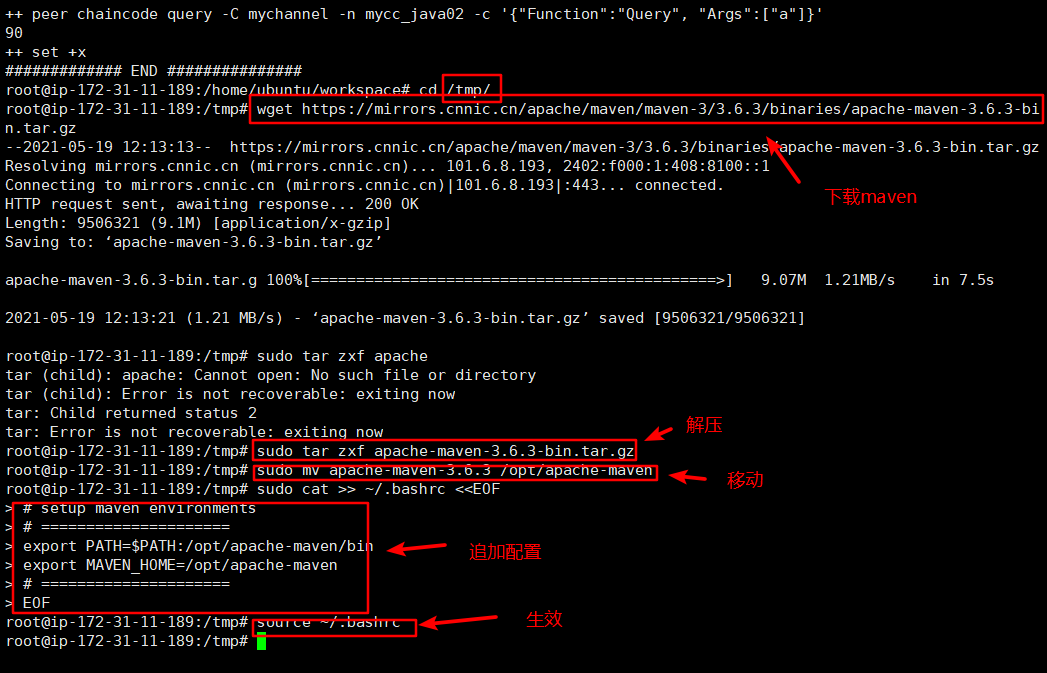 ++ peer chaincode query -C mychannel -n mycc_java02 -c '{"Function":"Query", "Args":["a"]}'
90
++ set +x
############# END ###############
root@ip-172-31-11-189:/home/ubuntu/workspace# cd /tmp/
root@ip-172-31-11-189:/tmp# wget https://mirrors.cnnic.cn/apache/maven/maven-3/3.6.3/binaries/apache-maven-3.6.3-bi
n.tar.gz
--2021-05-19 12:13:13--  https://mirrors.cnnic.cn/apache/maven/maven-3/3.6.3/binaries/apache-maven-3.6.3-bin.tar.gz
Resolving mirrors.cnnic.cn (mirrors.cnnic.cn)... 101.6.8.193, 2402:f000:1:408:8100::1
Connecting to mirrors.cnnic.cn (mirrors.cnnic.cn)|101.6.8.193|:443... connected.
下载maven
HTTP request sent, awaiting response... 200 OK
Length: 9506321 (9.1M) [application/x-gzip]
Saving to: ‘apache-maven-3.6.3-bin.tar.gz’
apache-maven-3.6.3-bin.tar.g 100%[=============================================>]   9.07M  1.21MB/s    in 7.5s
2021-05-19 12:13:21 (1.21 MB/s) - ‘apache-maven-3.6.3-bin.tar.gz’ saved [9506321/9506321]
root@ip-172-31-11-189:/tmp# sudo tar zxf apache
tar (child): apache: Cannot open: No such file or directory
tar (child): Error is not recoverable: exiting now
tar: Child returned status 2
tar: Error is not recoverable: exiting now
解压
root@ip-172-31-11-189:/tmp# sudo tar zxf apache-maven-3.6.3-bin.tar.gz
root@ip-172-31-11-189:/tmp# sudo mv apache-maven-3.6.3 /opt/apache-maven
移动
root@ip-172-31-11-189:/tmp# sudo cat >> ~/.bashrc <<EOF
> # setup maven environments
> # =====================
> export PATH=$PATH:/opt/apache-maven/bin
追加配置
> export MAVEN_HOME=/opt/apache-maven
> # =====================
> EOF
root@ip-172-31-11-189:/tmp# source ~/.bashrc
生效
root@ip-172-31-11-189:/tmp#